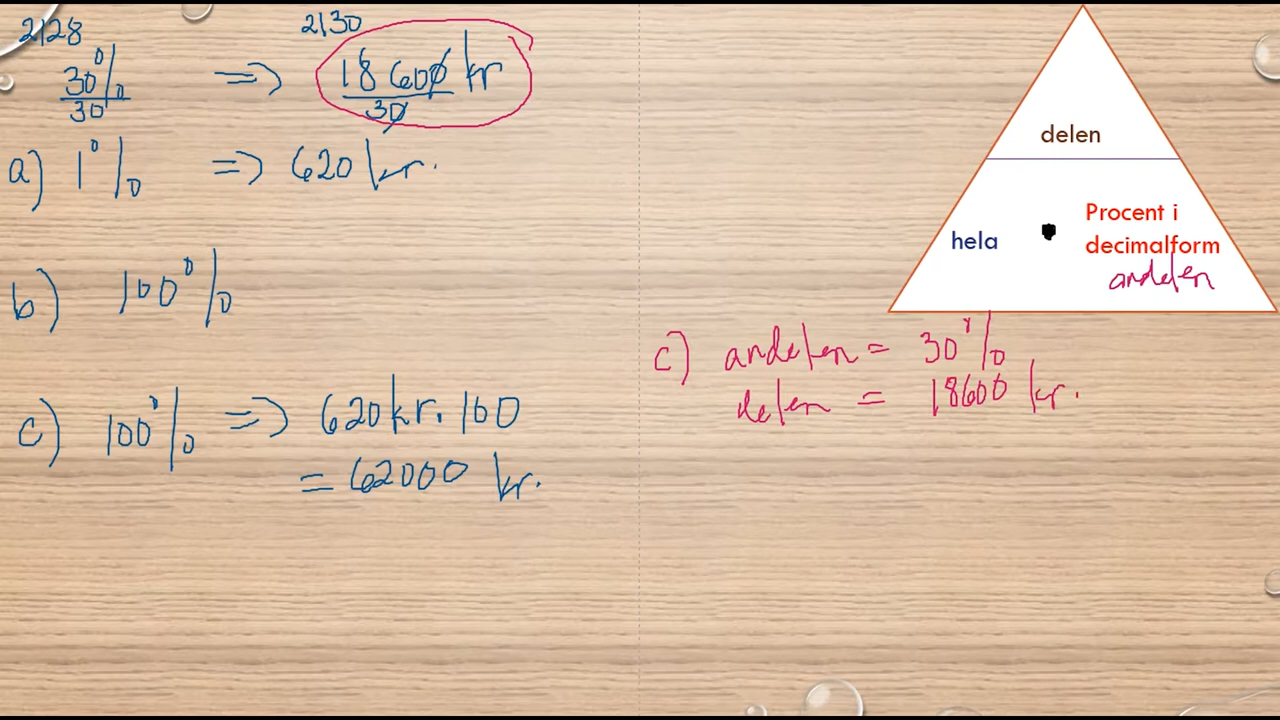 2128
2130
30% => 18 600 kr
30 30
a) 1% => 620 kr.
b) 100%
c) 100% => 620 kr. 100
= 62000 kr.
delen
hela
Procent i
decimalform
andelen
c) andelen = 30%
delen = 18600 kr.